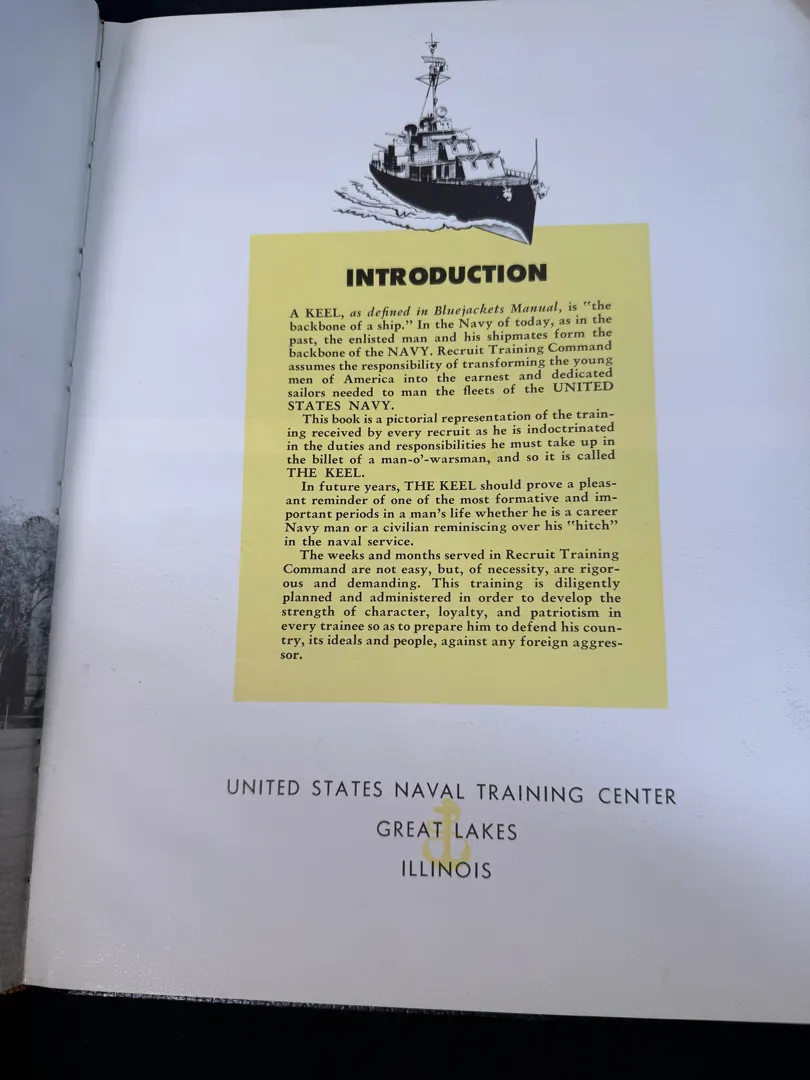 INTRODUCTION
A KEEL, as defined in Bluejackets Manual, is "the
backbone of a ship." In the Navy of today, as in the
past, the enlisted man and his shipmates form the
backbone of the NAVY. Recruit Training Command
assumes the responsibility of transforming the young
men of America into the earnest and dedicated
sailors needed to man the fleets of the UNITED
STATES NAVY.
This book is a pictorial representation of the train-
ing received by every recruit as he is indoctrinated
in the duties and responsibilities he must take up in
the billet of a man-o'-warsman, and so it is called
THE KEEL.
In future years, THE KEEL should prove a pleas-
ant reminder of one of the most formative and im-
portant periods in a man's life whether he is a career
Navy man or a civilian reminiscing over his "hitch"
in the naval service.
The weeks and months served in Recruit Training
Command are not easy, but, of necessity, are rigor-
ous and demanding. This training is diligently
planned and administered in order to develop the
strength of character, loyalty, and patriotism in
every trainee so as to prepare him to defend his coun-
try, its ideals and people, against any foreign aggres-
sor.
UNITED STATES NAVAL TRAINING CENTER
GREAT LAKES
ILLINOIS